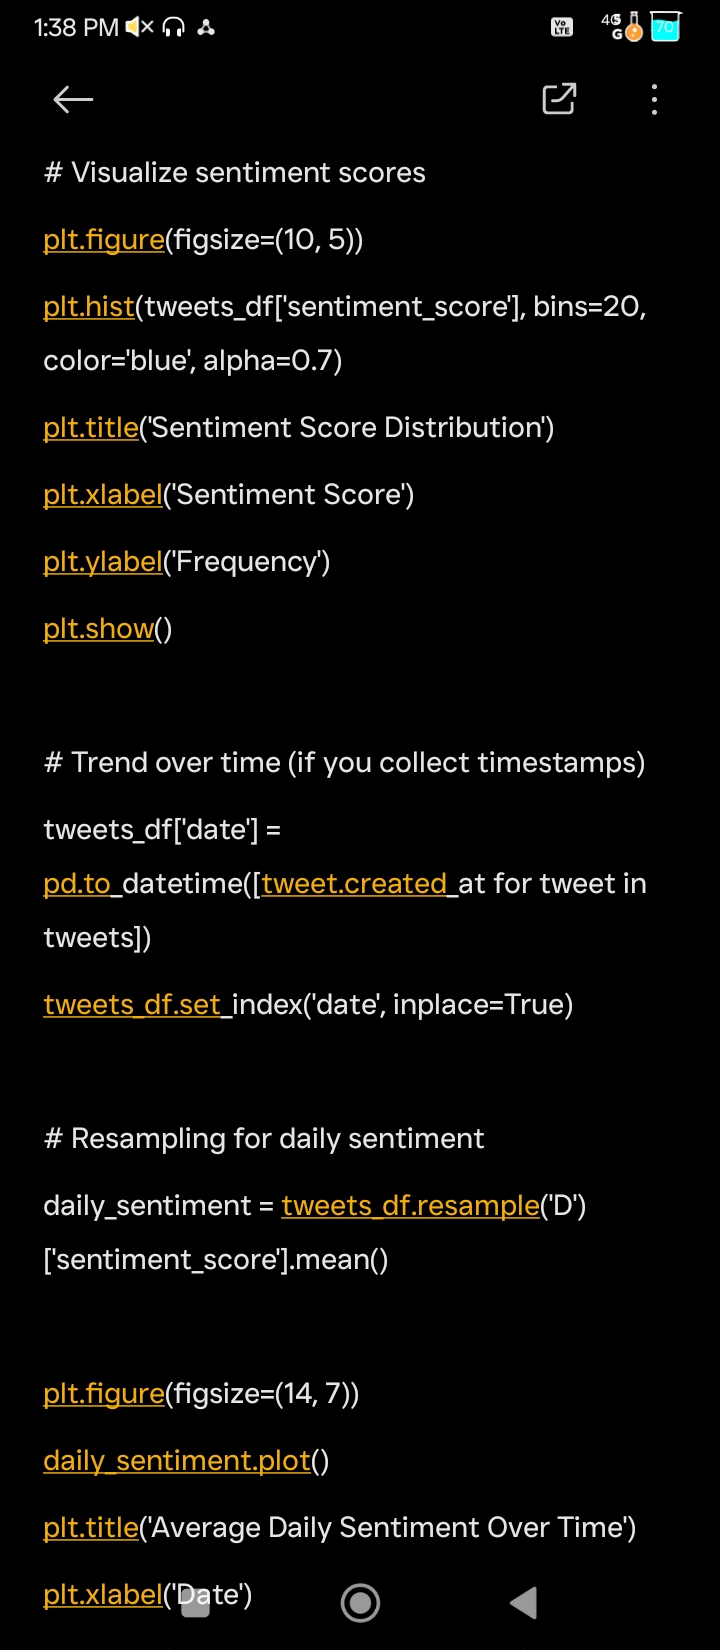 1:38 PM
Vo
LTE
4G
5
G
70
# Visualize sentiment scores
plt.figure(figsize=(10, 5))
plt.hist(tweets_df['sentiment_score'], bins=20,
color='blue', alpha=0.7)
plt.title('Sentiment Score Distribution')
plt.xlabel('Sentiment Score')
plt.ylabel('Frequency')
plt.show()
# Trend over time (if you collect timestamps)
tweets_df['date'] =
pd.to_datetime([tweet.created_at for tweet in
tweets])
tweets_df.set_index('date', inplace=True)
# Resampling for daily sentiment
daily_sentiment = tweets_df.resample('D')
['sentiment_score'].mean()
plt.figure(figsize=(14, 7))
daily_sentiment.plot()
plt.title('Average Daily Sentiment Over Time')
plt.xlabel('Date')